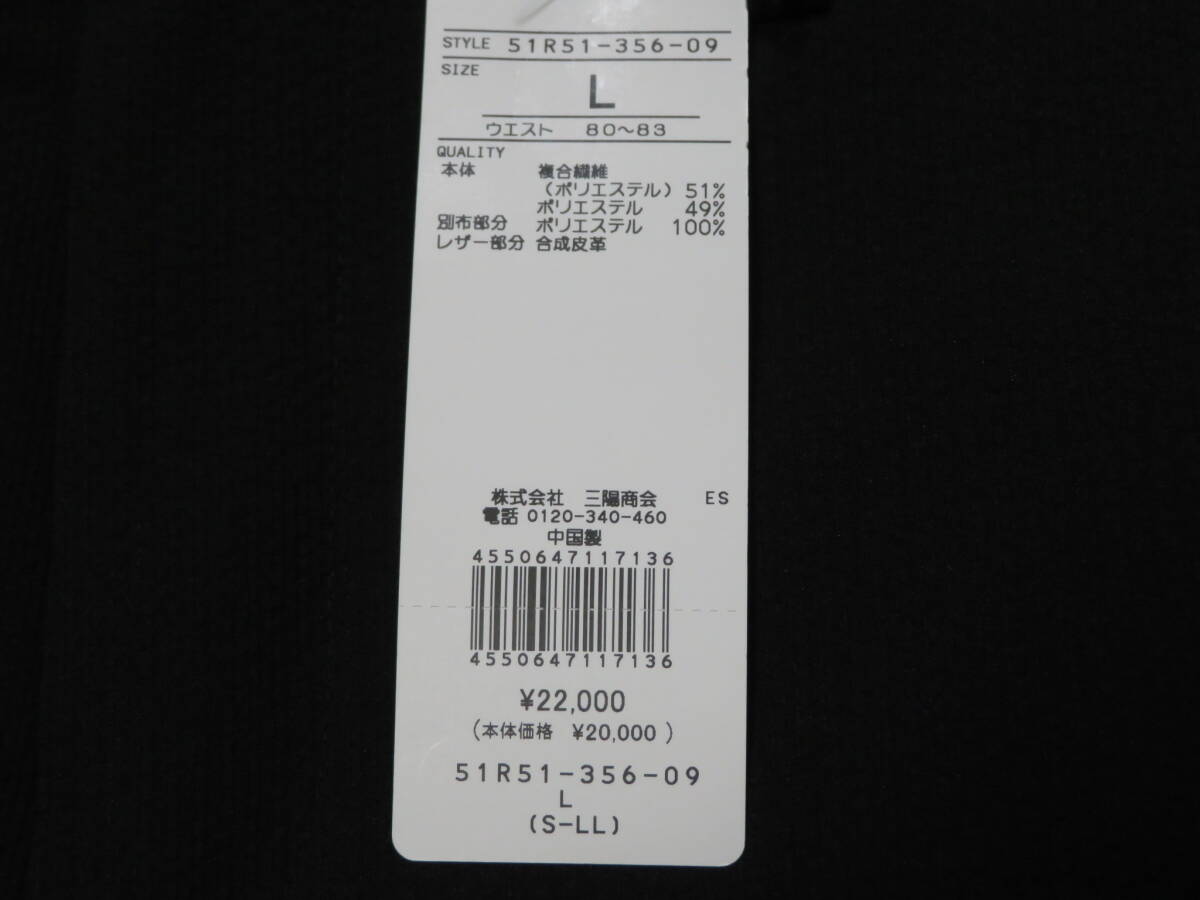 STYLE 51R51-356-09
SIZE
L
ウエスト 80～83
QUALITY
本体 複合繊維
（ポリエステル）51%
ポリエステル 49%
別布部分 ポリエステル 100%
レザー部分 合成皮革
株式会社 三陽商会 ES
電話 0120-340-460
中国製
4550647117136
4550647117136
¥22,000
(本体価格 ¥20,000 )
51R51-356-09
L
(S-LL)